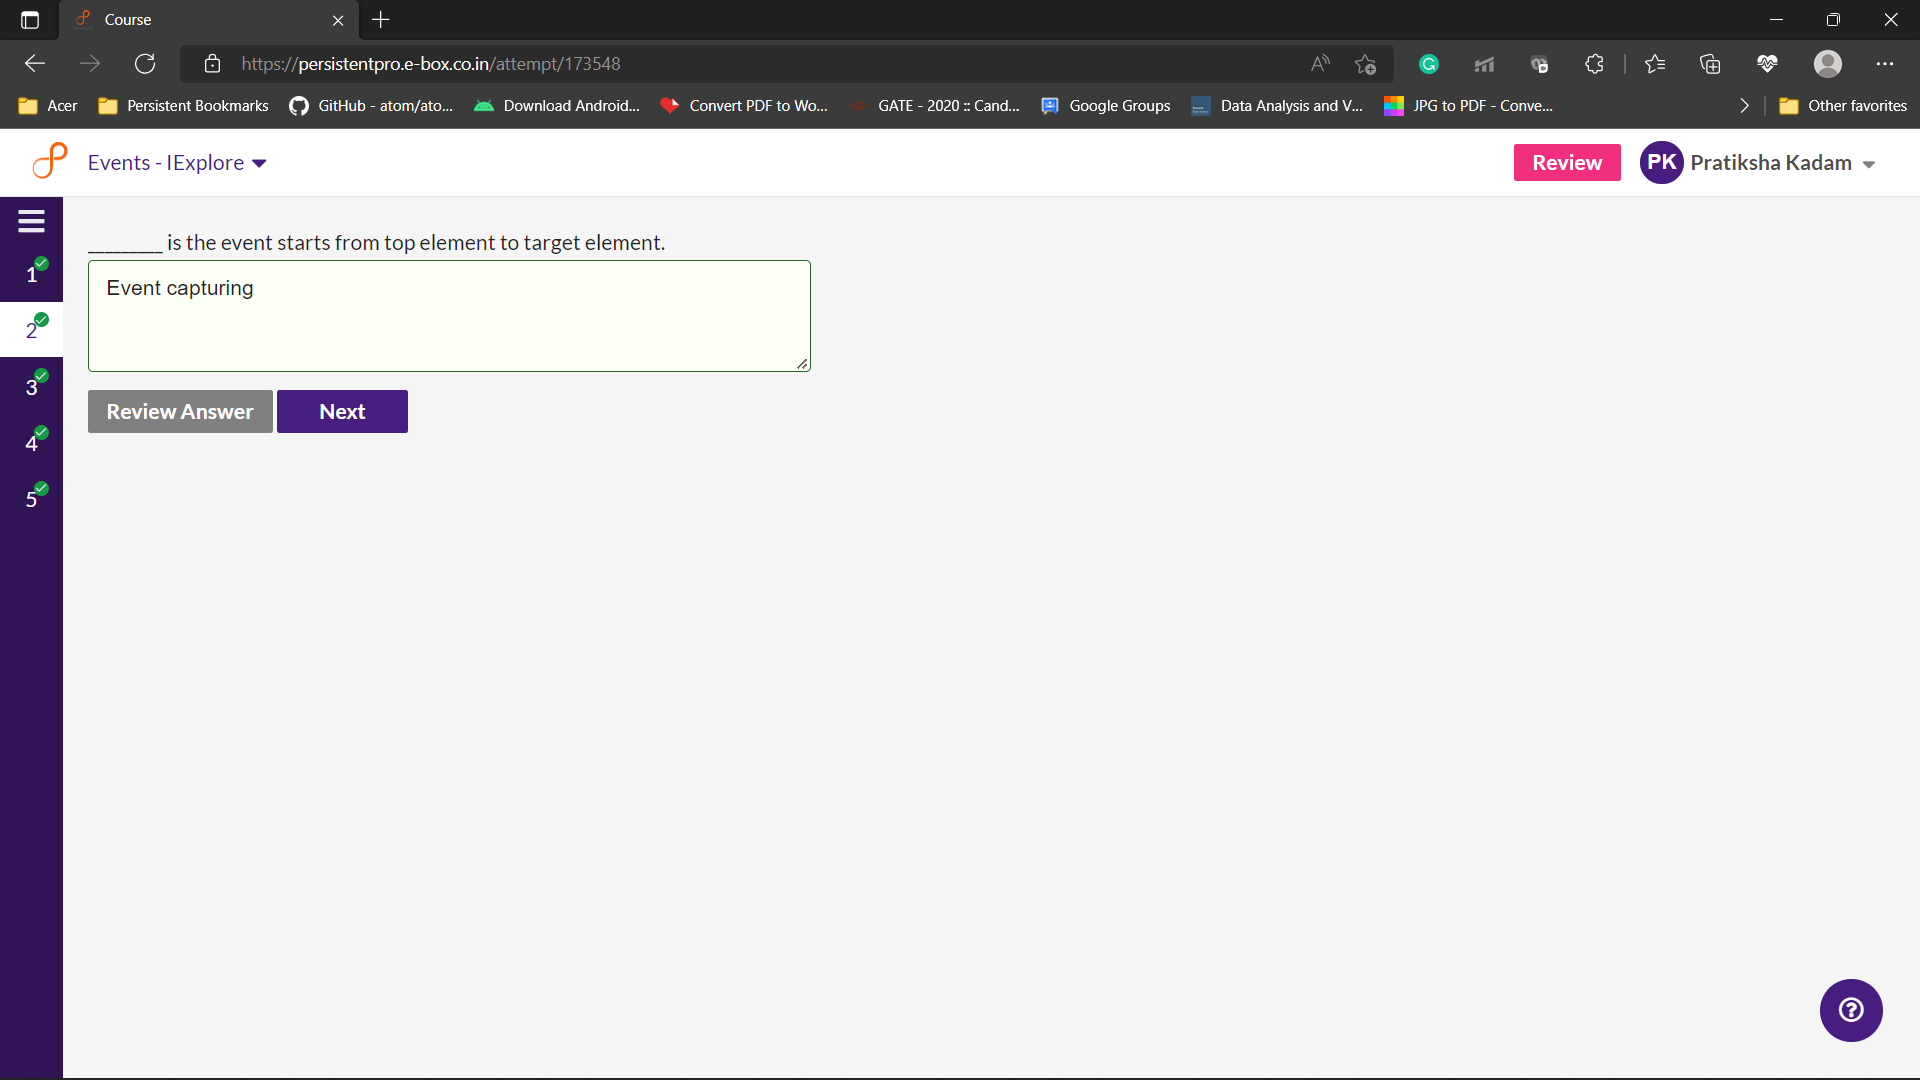 Course
https://persistentpro.e-box.co.in/attempt/173548
Acer Persistent Bookmarks GitHub - atom/ato... Download Android... Convert PDF to Wo... GATE - 2020 :: Cand... Google Groups Data Analysis and V... JPG to PDF - Conve... Other favorites
Events - IExplore Review PK Pratiksha Kadam
_________ is the event starts from top element to target element.
1
Event capturing
2
3
Review Answer Next
4
5